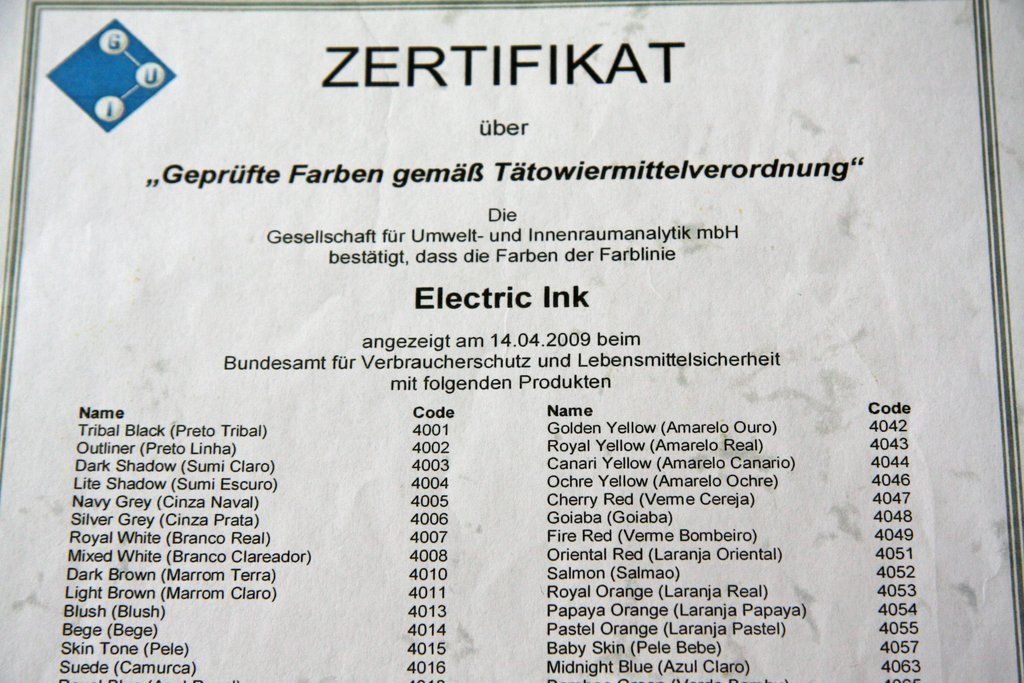 G
U
I
ZERTIFIKAT
über
„Geprüfte Farben gemäß Tätowiermittelverordnung“
Die
Gesellschaft für Umwelt- und Innenraumanalytik mbH
bestätigt, dass die Farben der Farblinie
Electric Ink
angezeigt am 14.04.2009 beim
Bundesamt für Verbraucherschutz und Lebensmittelsicherheit
mit folgenden Produkten
Name Code
Tribal Black (Preto Tribal) 4001
Outliner (Preto Linha) 4002
Dark Shadow (Sumi Claro) 4003
Lite Shadow (Sumi Escuro) 4004
Navy Grey (Cinza Naval) 4005
Silver Grey (Cinza Prata) 4006
Royal White (Branco Real) 4007
Mixed White (Branco Clareador) 4008
Dark Brown (Marrom Terra) 4010
Light Brown (Marrom Claro) 4011
Blush (Blush) 4013
Bege (Bege) 4014
Skin Tone (Pele) 4015
Suede (Camurca) 4016
Name Code
Golden Yellow (Amarelo Ouro) 4042
Royal Yellow (Amarelo Real) 4043
Canari Yellow (Amarelo Canario) 4044
Ochre Yellow (Amarelo Ochre) 4046
Cherry Red (Verme Cereja) 4047
Goiaba (Goiaba) 4048
Fire Red (Verme Bombeiro) 4049
Oriental Red (Laranja Oriental) 4051
Salmon (Salmao) 4052
Royal Orange (Laranja Real) 4053
Papaya Orange (Laranja Papaya) 4054
Pastel Orange (Laranja Pastel) 4055
Baby Skin (Pele Bebe) 4057
Midnight Blue (Azul Claro) 4063